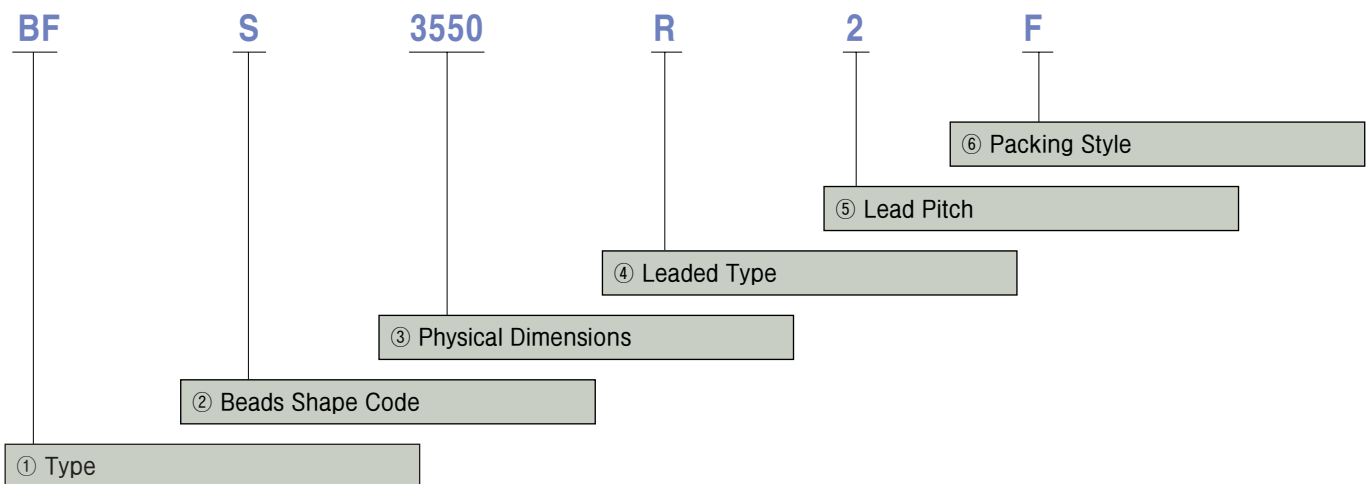 BF S 3550 R 2 F
⑥ Packing Style
⑤ Lead Pitch
④ Leaded Type
③ Physical Dimensions
② Beads Shape Code
① Type